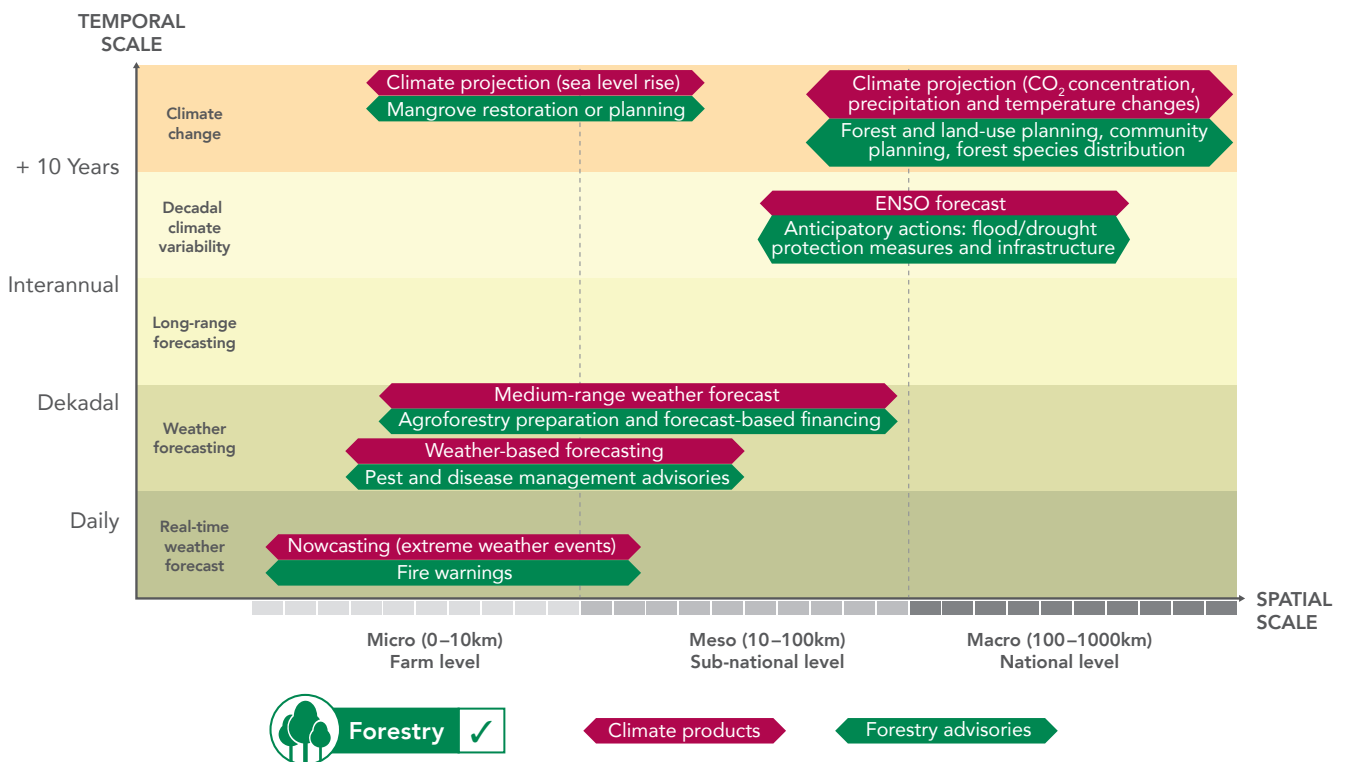 TEMPORAL
SCALE
Climate
change
Climate projection (sea level rise)
Mangrove restoration or planning
Climate projection (CO₂ concentration,
precipitation and temperature changes)
Forest and land-use planning, community
planning, forest species distribution
+ 10 Years
Decadal
climate
variability
ENSO forecast
Anticipatory actions: flood/drought
protection measures and infrastructure
Interannual
Long-range
forecasting
Dekadal
Weather
forecasting
Medium-range weather forecast
Agroforestry preparation and forecast-based financing
Weather-based forecasting
Pest and disease management advisories
Daily
Real-time
weather
forecast
Nowcasting (extreme weather events)
Fire warnings
SPATIAL
SCALE
Micro (0–10km)
Farm level
Meso (10–100km)
Sub-national level
Macro (100–1000km)
National level
Forestry ✓
Climate products
Forestry advisories